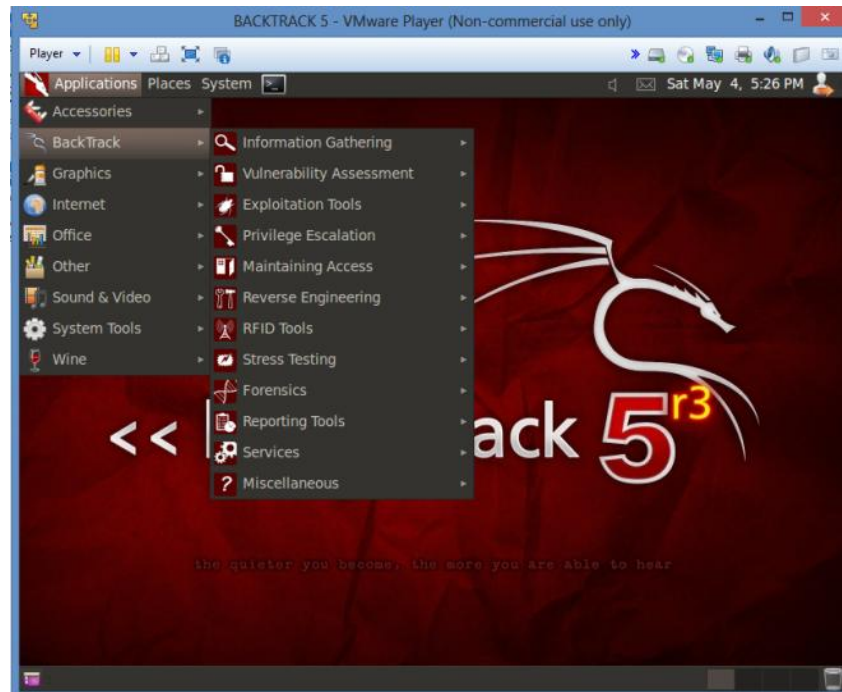 BACKTRACK 5 - VMware Player (Non-commercial use only)
Player
Applications Places System Sat May 4, 5:26 PM
Accessories
BackTrack
Graphics
Internet
Office
Other
Sound & Video
System Tools
Wine
Information Gathering
Vulnerability Assessment
Exploitation Tools
Privilege Escalation
Maintaining Access
Reverse Engineering
RFID Tools
Stress Testing
Forensics
Reporting Tools
Services
Miscellaneous
<< ack 5 r3
the quieter you become, the more you are able to hear